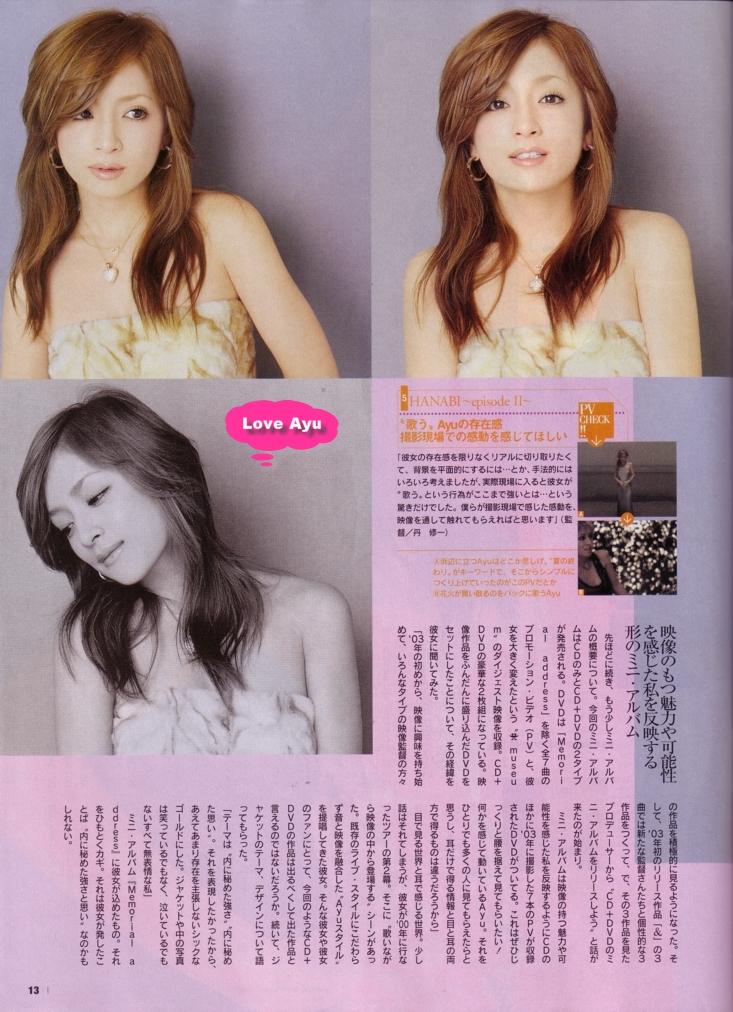 Love Ayu
5 HANABI ~episode II~
PV
CHECK
!!
“歌う„Ayuの存在感
撮影現場での感動を感じてほしい
「彼女の存在感を限りなくリアルに切り取りたく
て、背景を平面的にするには…とか、手法的には
いろいろ考えましたが、実際現場に入ると彼女が
“歌う„という行為がここまで強いとは…という
驚きだけでした。僕らが撮影現場で感じた感動を、
映像を通して触れてもらえればと思います」(監
督/丹 修一)
A浜辺に立つAyuはどこか悲しげ。“夏の終
わり„がキーワードで、そこからシンプルに
つくり上げていったのがこのPVだとか
B花火が舞い散るのをバックに歌うAyu
映像のもつ魅力や可能性
を感じた私を反映する
形のミニ・アルバム
先ほどに続き、もう少しミニ・アルバ
ムの概要について。今回のミニ・アルバ
ムはCDのみとCD+DVDの2タイプ
が発売される。DVDは『Memori
al address』を除く全7曲の
プロモーション・ビデオ(PV)と、彼
女を大きく変えたという“A museu
m„のダイジェスト映像を収録。CD+
DVDの豪華な2枚組になっている。映
像作品をふんだんに盛り込んだDVDを
セットにしたことについて、その経緯を
彼女に聞いてみた。
「'03年の初めから、映像に興味を持ち始
めて、いろんなタイプの映像監督の方々
の作品を積極的に見るようになった。そ
して、'03年初のリリース作品『&』の3
曲では新たな監督さんたちと個性的な3
作品をつくって、で、その3作品を見た
プロデューサーから、“CD+DVDのミ
ニ・アルバムをリリースしよう„と話が
来たのが始まり。
ミニ・アルバムは映像の持つ魅力や可
能性を感じた私を反映するようにCDの
ほかに'03年に撮影した7本のPVが収録
されたDVDがついてる。これはぜひじ
っくりと腰を据えて見てもらいたい!
何かを感じて動いているAyu。それを
ひとりでも多くの人に見てもらえたらと
思うし、耳だけで得る情報と目と耳の両
方で得るものは違うだろうから」
目で見る世界と耳で感じる世界。少し
話はそれてしまうが、彼女が'00年に行な
ったツアーの第2幕。そこに“歌いなが
ら映像の中から登場する„シーンがあっ
た。既存のライブ・スタイルにこだわら
ず音と映像を融合した“Ayuスタイル„
を提唱してきた彼女。そんな彼女や彼女
のファンにとって、今回のようなCD+
DVDの作品は出るべくして出た作品と
言えるのではないだろうか。続いて、ジ
ャケットのテーマ、デザインについて語
ってもらった。
「テーマは、“内に秘めた強さ„、“内に秘め
た思い„。それを表現したかったから、
あえてあまり存在を主張しないシックな
ゴールドにした。ジャケットや中の写真
は笑っているでもなく、泣いているでも
ないすべて無表情な私」
ミニ・アルバム『Memorial a
ddress』に彼女が込めたもの。それ
をひもとくカギ。それは彼女が発したこ
とば、“内に秘めた強さと思い„なのかも
しれない。
13